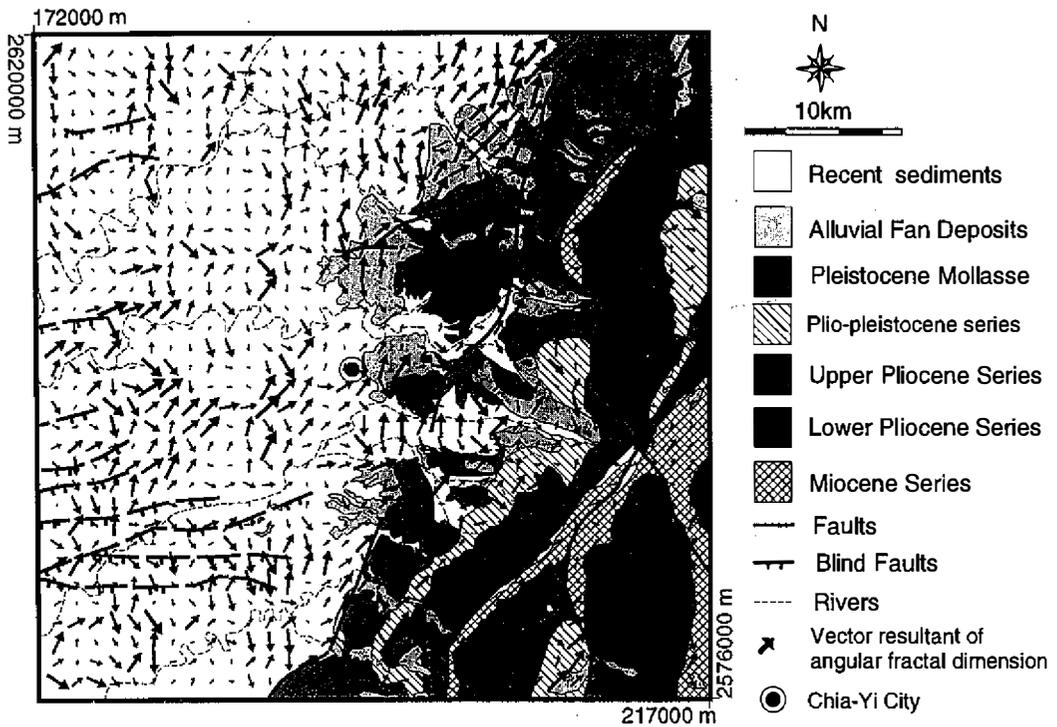 172000 m
2620000 m
N
10km
Recent sediments
Alluvial Fan Deposits
Pleistocene Mollasse
Plio-pleistocene series
Upper Pliocene Series
Lower Pliocene Series
Miocene Series
Faults
Blind Faults
Rivers
Vector resultant of
angular fractal dimension
Chia-Yi City
2576000 m
217000 m